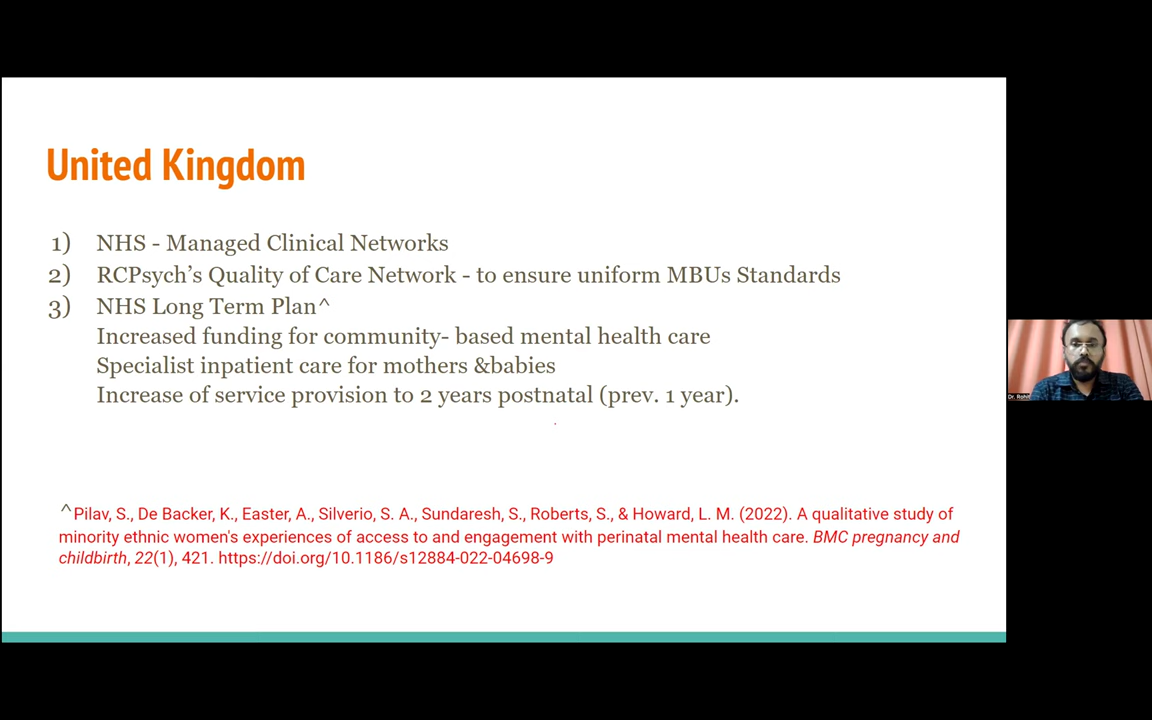 United Kingdom
1) NHS - Managed Clinical Networks
2) RCPsych's Quality of Care Network - to ensure uniform MBUs Standards
3) NHS Long Term Plan^
Increased funding for community- based mental health care
Specialist inpatient care for mothers &babies
Increase of service provision to 2 years postnatal (prev. 1 year).
^Pilav, S., De Backer, K., Easter, A., Silverio, S. A., Sundaresh, S., Roberts, S., & Howard, L. M. (2022). A qualitative study of
minority ethnic women's experiences of access to and engagement with perinatal mental health care. BMC pregnancy and
childbirth, 22(1), 421. https://doi.org/10.1186/s12884-022-04698-9
Dr. Rohit